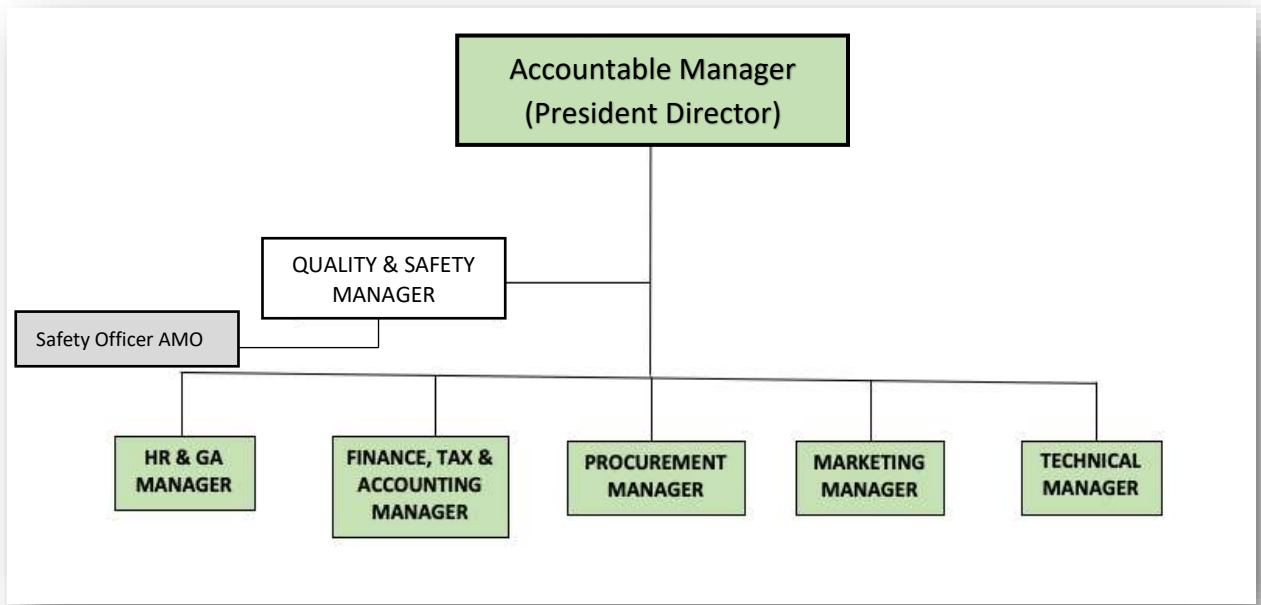 Accountable Manager
(President Director)
QUALITY & SAFETY
MANAGER
Safety Officer AMO
HR & GA
MANAGER
FINANCE, TAX &
ACCOUNTING
MANAGER
PROCUREMENT
MANAGER
MARKETING
MANAGER
TECHNICAL
MANAGER